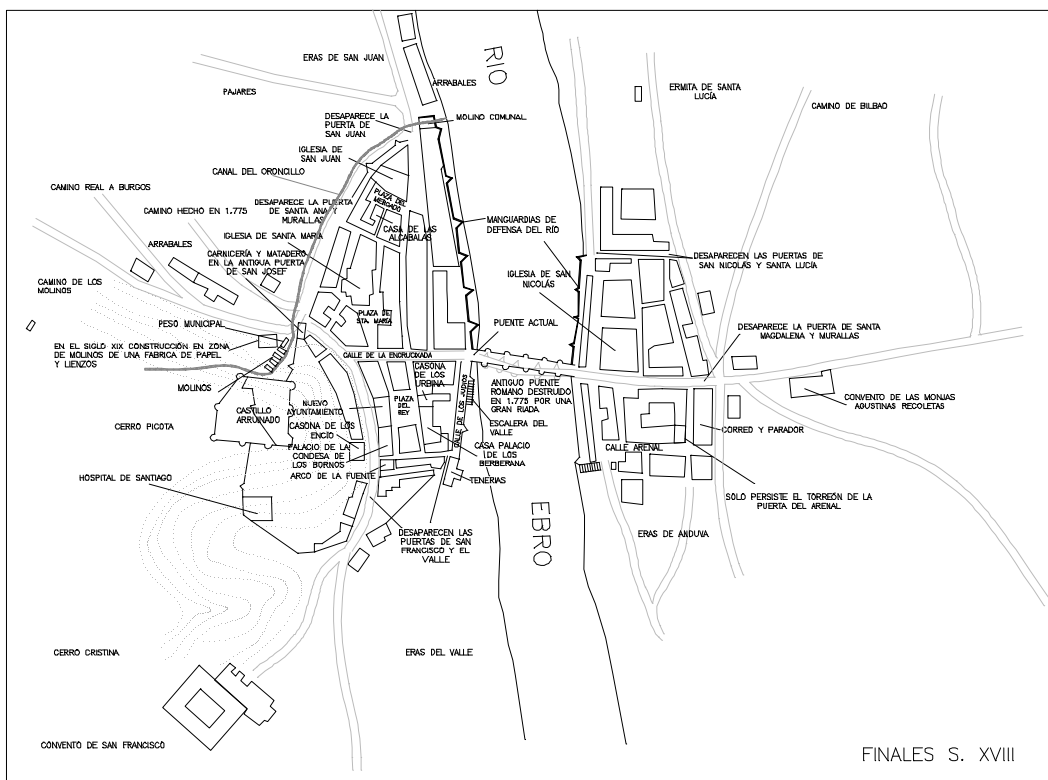 RIO
ERAS DE SAN JUAN
ARRABALES
PAJARES
ERMITA DE SANTA
LUCÍA
CAMINO DE BILBAO
DESAPARECE LA
PUERTA DE
SAN JUAN
MOLINO COMUNAL
IGLESIA DE
SAN JUAN
CANAL DEL ORONCILLO
CAMINO REAL A BURGOS
PLAZA DEL
MERCADO
DESAPARECE LA PUERTA
DE SANTA ANA Y
MURALLAS
CAMINO HECHO EN 1.775
CASA DE LAS
ALCABALAS
MANGUARDIAS DE
DEFENSA DEL RÍO
IGLESIA DE SANTA MARIA
ARRABALES
CARNICERÍA Y MATADERO
EN LA ANTIGUA PUERTA
DE SAN JOSEF
DESAPARECEN LAS PUERTAS DE
SAN NICOLÁS Y SANTA LUCÍA
IGLESIA DE SAN
NICOLÁS
CAMINO DE LOS
MOLINOS
PLAZA DE
STA. MARÍA
PESO MUNICIPAL
PUENTE ACTUAL
DESAPARECE LA PUERTA DE SANTA
MAGDALENA Y MURALLAS
EN EL SIGLO XIX CONSTRUCCIÓN EN ZONA
DE MOLINOS DE UNA FABRICA DE PAPEL
Y LIENZOS
CALLE DE LA ENCRUCIXADA
CASONA
DE LOS
URBINA
MOLINOS
ANTIGUO PUENTE
ROMANO DESTRUIDO
EN 1.775 POR UNA
GRAN RIADA
CONVENTO DE LAS MONJAS
AGUSTINAS RECOLETAS
PLAZA
DEL
REY
CALLE DE LOS JUDIOS
NUEVO
AYUNTAMIENTO
CASTILLO
ARRUINADO
CERRO PICOTA
CASONA DE LOS
ENCIO
ESCALERA DEL
VALLE
CORREO Y PARADOR
PALACIO DE LA
CONDESA DE
LOS BORNOS
CASA PALACIO
DE LOS
BERBERANA
CALLE ARENAL
HOSPITAL DE SANTIAGO
ARCO DE LA FUENTE
TENERIAS
SOLO PERSISTE EL TORREÓN DE LA
PUERTA DEL ARENAL
DESAPARECEN LAS
PUERTAS DE SAN
FRANCISCO Y EL
VALLE
EBRO
ERAS DE ANDUVA
CERRO CRISTINA
ERAS DEL VALLE
CONVENTO DE SAN FRANCISCO
FINALES S. XVIII